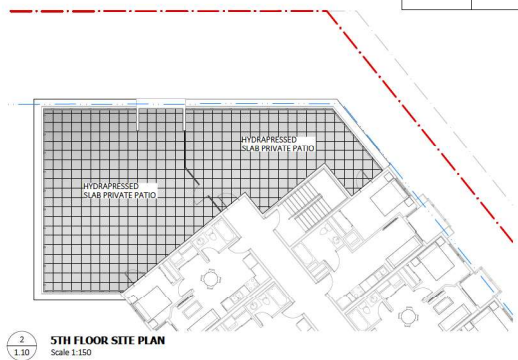 HYDRAPRESSED
SLAB PRIVATE PATIO
HYDRAPRESSED
SLAB PRIVATE PATIO
2
1.10
5TH FLOOR SITE PLAN
Scale 1:150